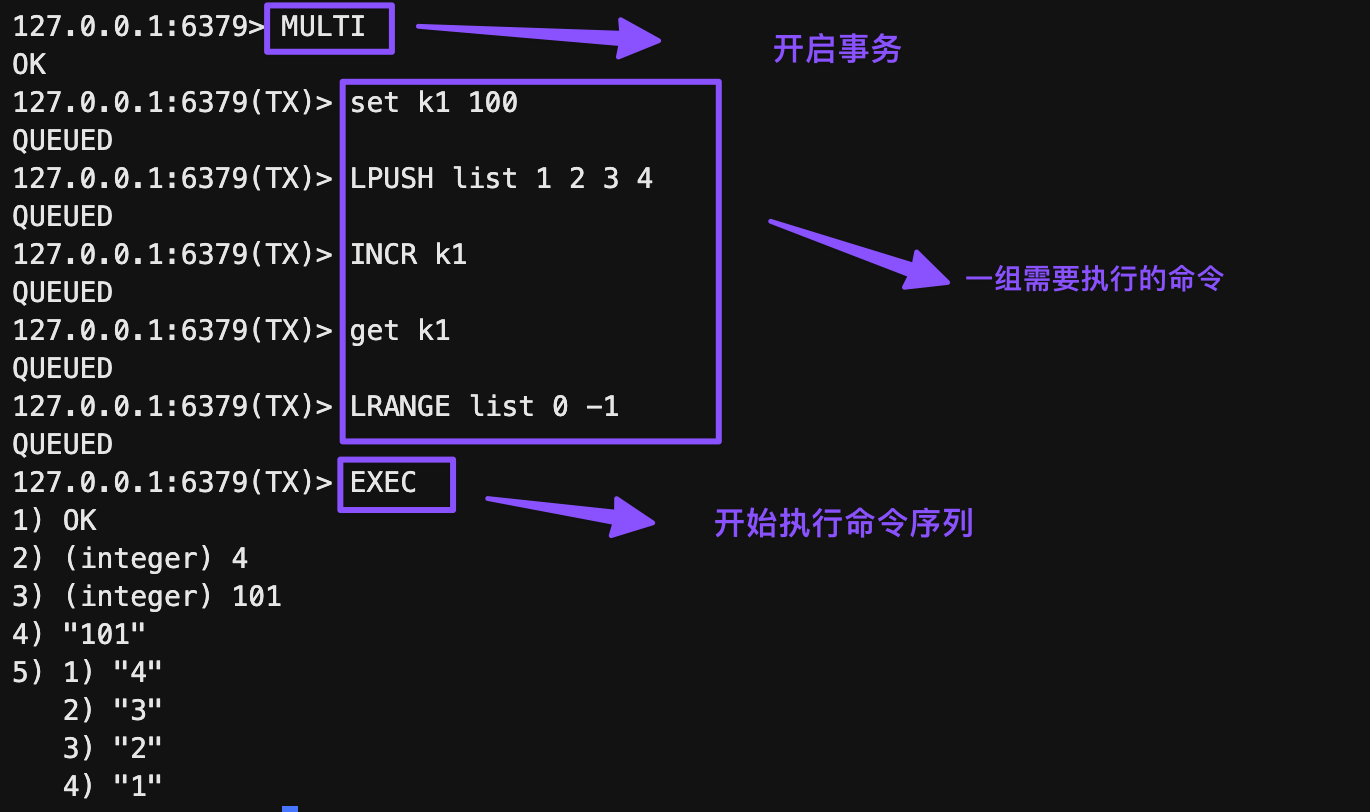 127.0.0.1:6379> MULTI
开启事务
OK
127.0.0.1:6379(TX)> set k1 100
QUEUED
127.0.0.1:6379(TX)> LPUSH list 1 2 3 4
QUEUED
127.0.0.1:6379(TX)> INCR k1
一组需要执行的命令
QUEUED
127.0.0.1:6379(TX)> get k1
QUEUED
127.0.0.1:6379(TX)> LRANGE list 0 -1
QUEUED
127.0.0.1:6379(TX)> EXEC
开始执行命令序列
1) OK
2) (integer) 4
3) (integer) 101
4) "101"
5) 1) "4"
2) "3"
3) "2"
4) "1"